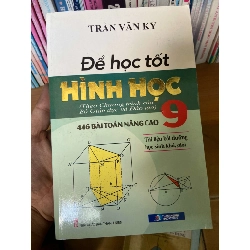 TRẦN VĂN KỶ
Để học tốt
HÌNH HỌC
(Theo Chương trình của
Bộ Giáo dục và Đào tạo)
9
446 BÀI TOÁN NÂNG CAO
Tài liệu bồi dưỡng
học sinh khá, giỏi